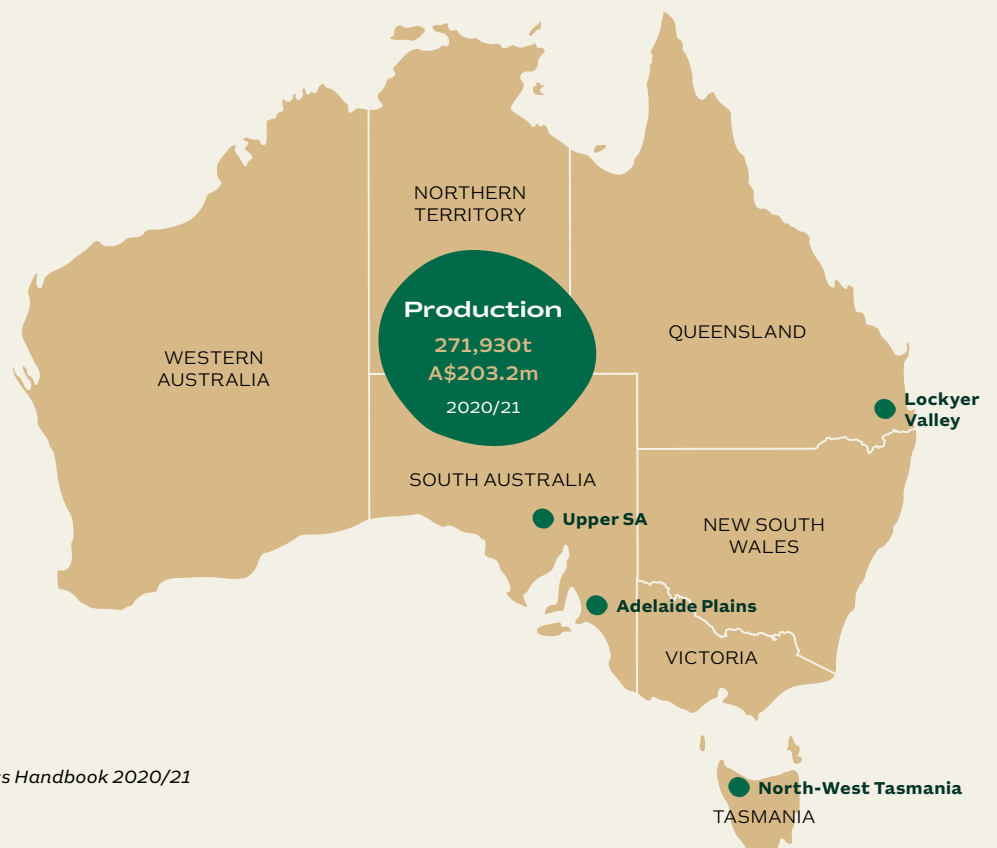 NORTHERN
TERRITORY
Production
271,930t
A$203.2m
2020/21
WESTERN
AUSTRALIA
QUEENSLAND
Lockyer
Valley
SOUTH AUSTRALIA
Upper SA
NEW SOUTH
WALES
Adelaide Plains
VICTORIA
Handbook 2020/21
North-West Tasmania
TASMANIA